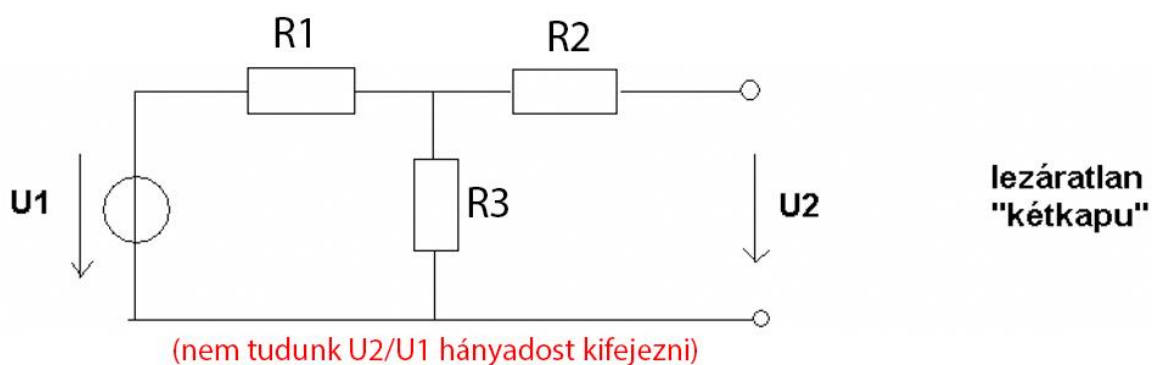 R1
R2
U1
R3
U2
lezáratlan
"kétkapu"
(nem tudunk U2/U1 hányadost kifejezni)